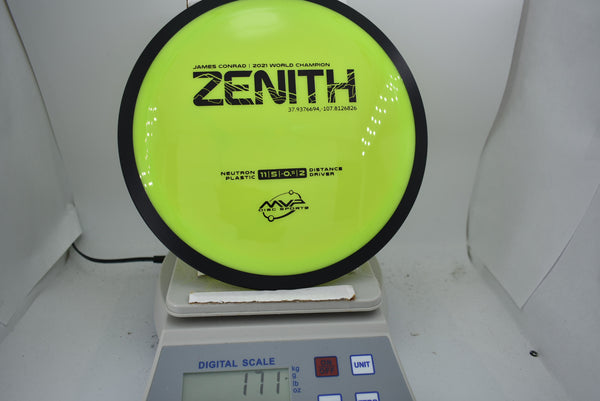 JAMES CONRAD | 2021 WORLD CHAMPION
ZENITH
37.9376694, -107.8126826
NEUTRON PLASTIC 11|5|-0.5|2 DISTANCE DRIVER
MVP
DISC SPORTS
DIGITAL SCALE
kg
g
lb
oz
ON
OFF
UNIT
171